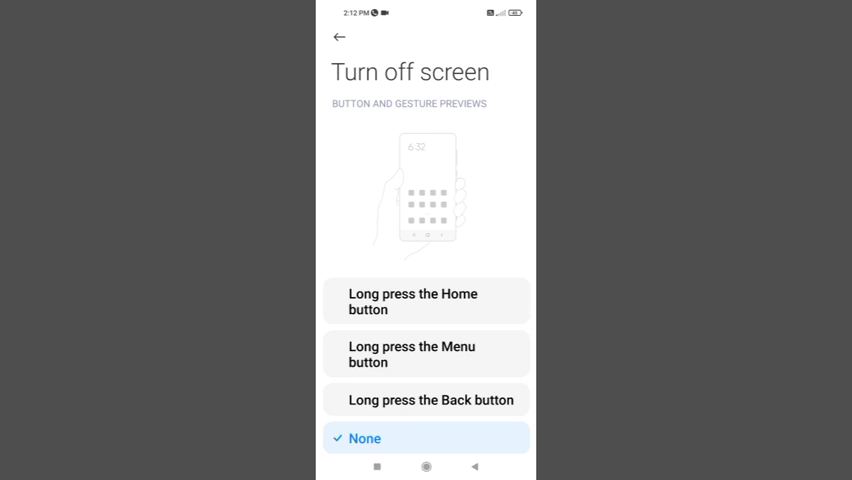 2:12 PM
Turn off screen
BUTTON AND GESTURE PREVIEWS
6 32
Long press the Home
button
Long press the Menu
button
Long press the Back button
None